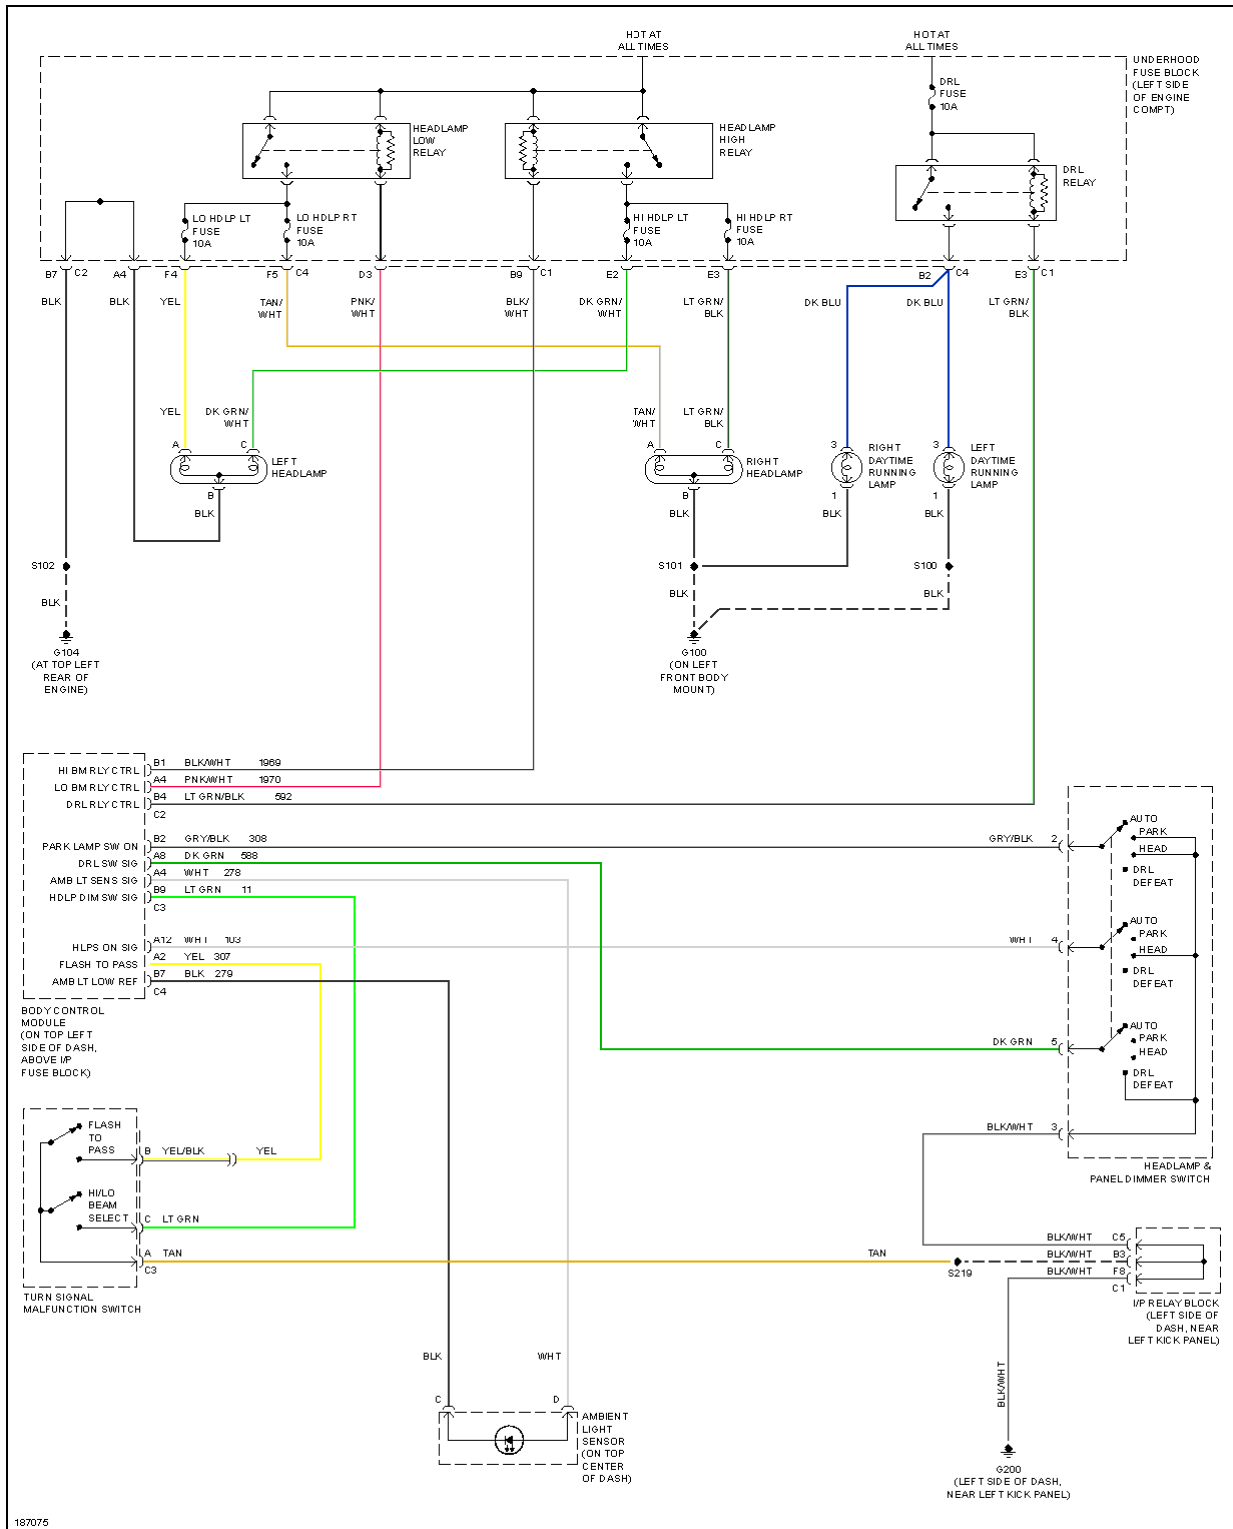 HOT AT
ALL TIMES
HOT AT
ALL TIMES
UNDERHOOD
FUSE BLOCK
(LEFT SIDE
OF ENGINE
COMPT)
DRL
FUSE
10A
HEADLAMP
LOW
RELAY
HEADLAMP
HIGH
RELAY
DRL
RELAY
LO HDLP LT
FUSE
10A
LO HDLP RT
FUSE
10A
HI HDLP LT
FUSE
10A
HI HDLP RT
FUSE
10A
B7 C2 A4 F4 F5 C4 D3 B9 C1 E2 E3 B2 C4 E3 C1
BLK
BLK
YEL
TAN/
WHT
PNK/
WHT
BLK/
WHT
DK GRN/
WHT
LT GRN/
BLK
DK BLU
DK BLU
LT GRN/
BLK
YEL
DK GRN/
WHT
TAN/
WHT
LT GRN/
BLK
A C
LEFT
HEADLAMP
B
BLK
A C
RIGHT
HEADLAMP
B
BLK
3
RIGHT
DAYTIME
RUNNING
LAMP
1
BLK
3
LEFT
DAYTIME
RUNNING
LAMP
1
BLK
S102
BLK
G104
(AT TOP LEFT
REAR OF
ENGINE)
S101
BLK
S100
BLK
G100
(ON LEFT
FRONT BODY
MOUNT)
HI BM RLY CTRL B1 BLK/WHT 1969
LO BM RLY CTRL A4 PNK/WHT 1970
DRL RLY CTRL B4 LT GRN/BLK 592
C2
PARK LAMP SW ON B2 GRY/BLK 308
DRL SW SIG A8 DK GRN 588
AMB LT SENS SIG A4 WHT 278
HDLP DIM SW SIG B9 LT GRN 11
C3
HLPS ON SIG A12 WHT 103
FLASH TO PASS A2 YEL 307
AMB LT LOW REF B7 BLK 279
C4
BODY CONTROL
MODULE
(ON TOP LEFT
SIDE OF DASH,
ABOVE I/P
FUSE BLOCK)
GRY/BLK 2
AUTO
PARK
HEAD
DRL
DEFEAT
WHT 4
AUTO
PARK
HEAD
DRL
DEFEAT
DK GRN 5
AUTO
PARK
HEAD
DRL
DEFEAT
BLK/WHT 3
HEADLAMP &
PANEL DIMMER SWITCH
FLASH
TO
PASS
B YEL/BLK YEL
HI/LO
BEAM
SELECT
C LT GRN
A TAN
C3
TURN SIGNAL
MALFUNCTION SWITCH
TAN
S219
BLK/WHT C5
BLK/WHT B3
BLK/WHT F8
C1
I/P RELAY BLOCK
(LEFT SIDE OF
DASH, NEAR
LEFT KICK PANEL)
BLK/WHT
G200
(LEFT SIDE OF DASH,
NEAR LEFT KICK PANEL)
BLK
WHT
C D
AMBIENT
LIGHT
SENSOR
(ON TOP
CENTER
OF DASH)
187075